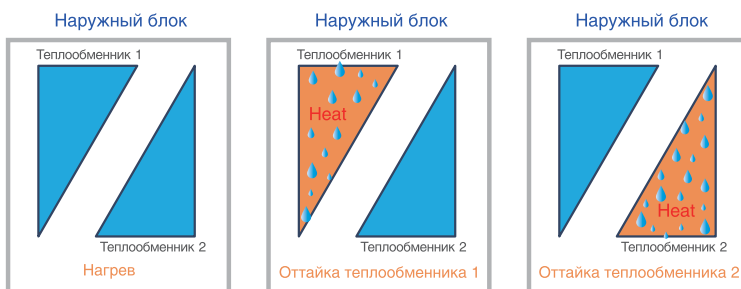 Наружный блок
Теплообменник 1
Теплообменник 2
Нагрев
Наружный блок
Теплообменник 1
Heat
Теплообменник 2
Оттайка теплообменника 1
Наружный блок
Теплообменник 1
Heat
Теплообменник 2
Оттайка теплообменника 2